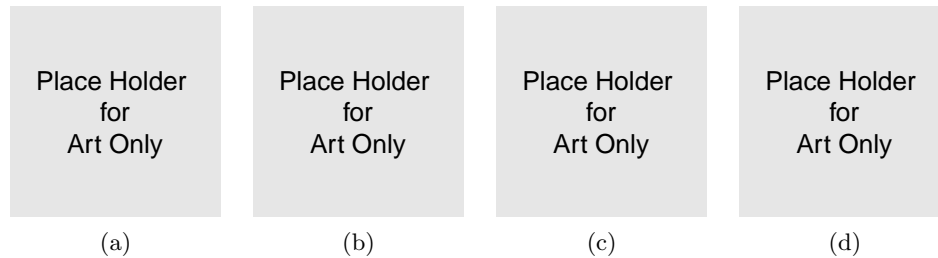 Place Holder
for
Art Only
(a)
Place Holder
for
Art Only
(b)
Place Holder
for
Art Only
(c)
Place Holder
for
Art Only
(d)